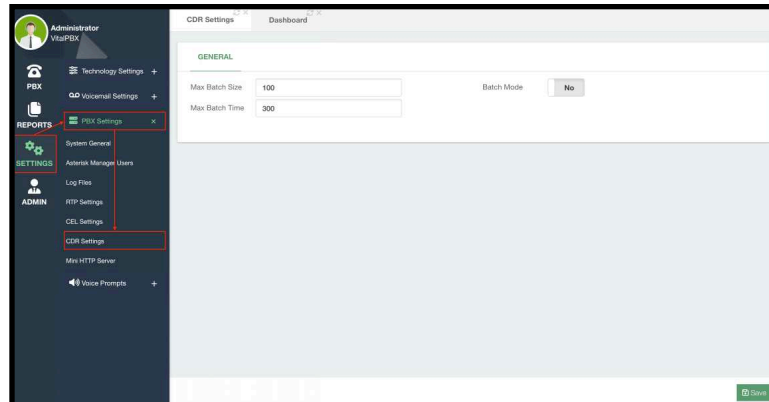 Administrator
VitalPBX
PBX
REPORTS
SETTINGS
ADMIN
Technology Settings +
Voicemail Settings +
PBX Settings ×
System General
Asterisk Manager Users
Log Files
RTP Settings
CEL Settings
CDR Settings
Mini HTTP Server
Voice Prompts +
CDR Settings
Dashboard
GENERAL
Max Batch Size 100 Batch Mode No
Max Batch Time 300
Save